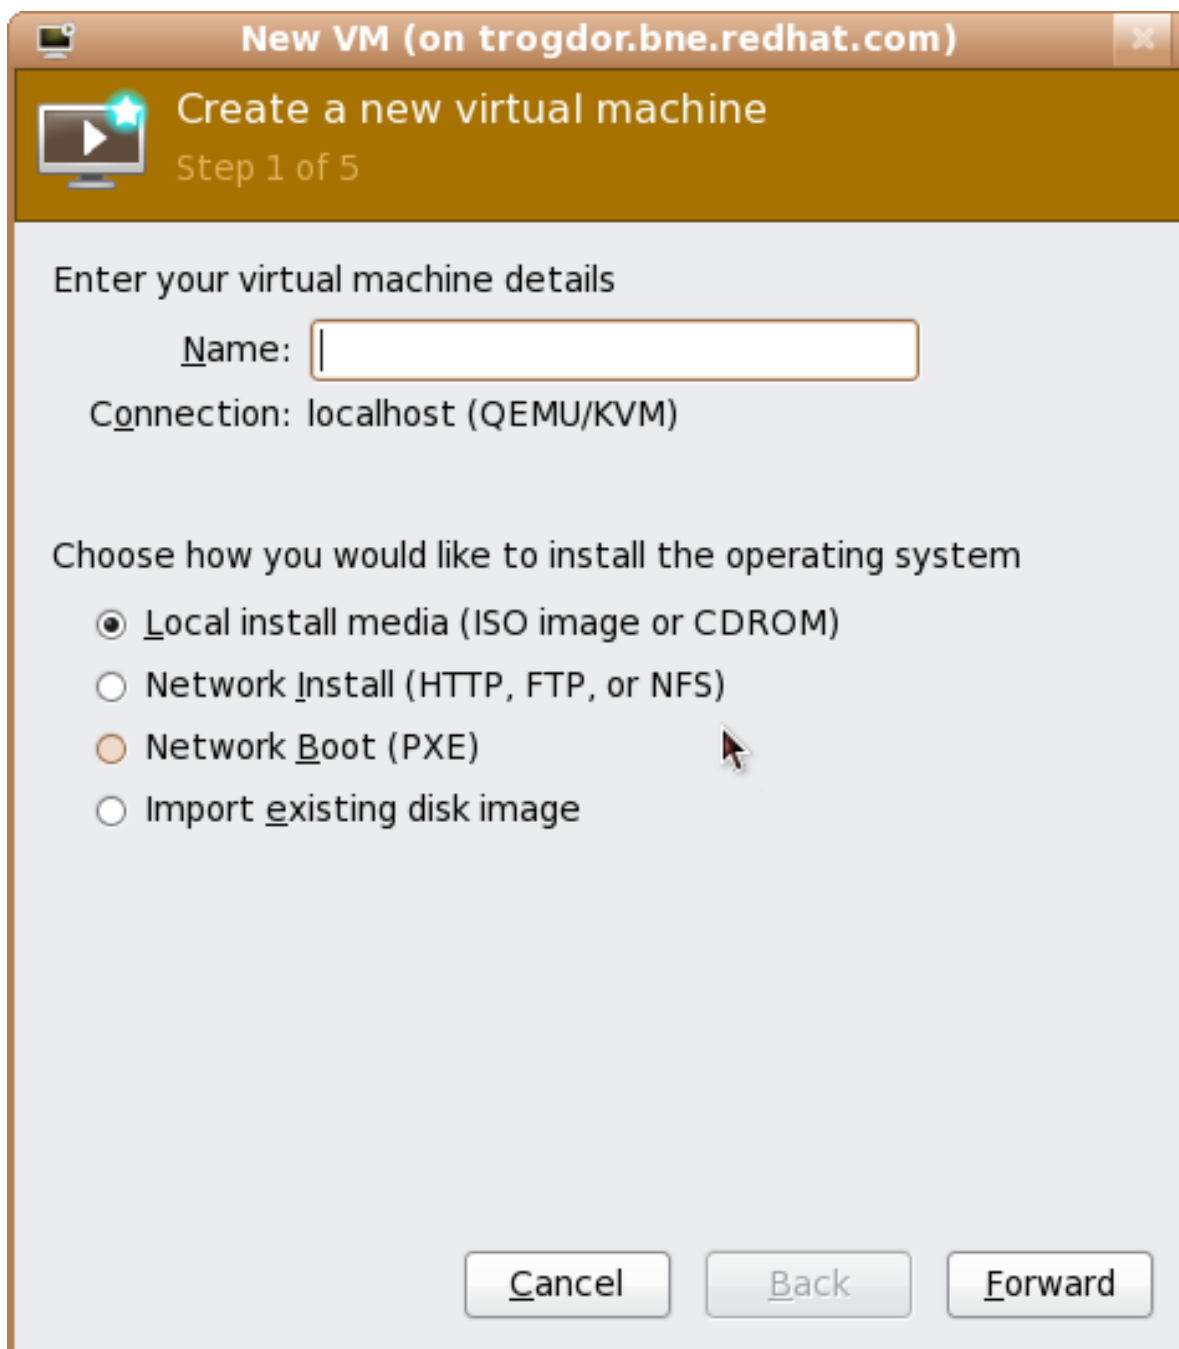 New VM (on trogdor.bne.redhat.com)
Create a new virtual machine
Step 1 of 5
Enter your virtual machine details
Name:
Connection: localhost (QEMU/KVM)
Choose how you would like to install the operating system
Local install media (ISO image or CDROM)
Network Install (HTTP, FTP, or NFS)
Network Boot (PXE)
Import existing disk image
Cancel Back Forward